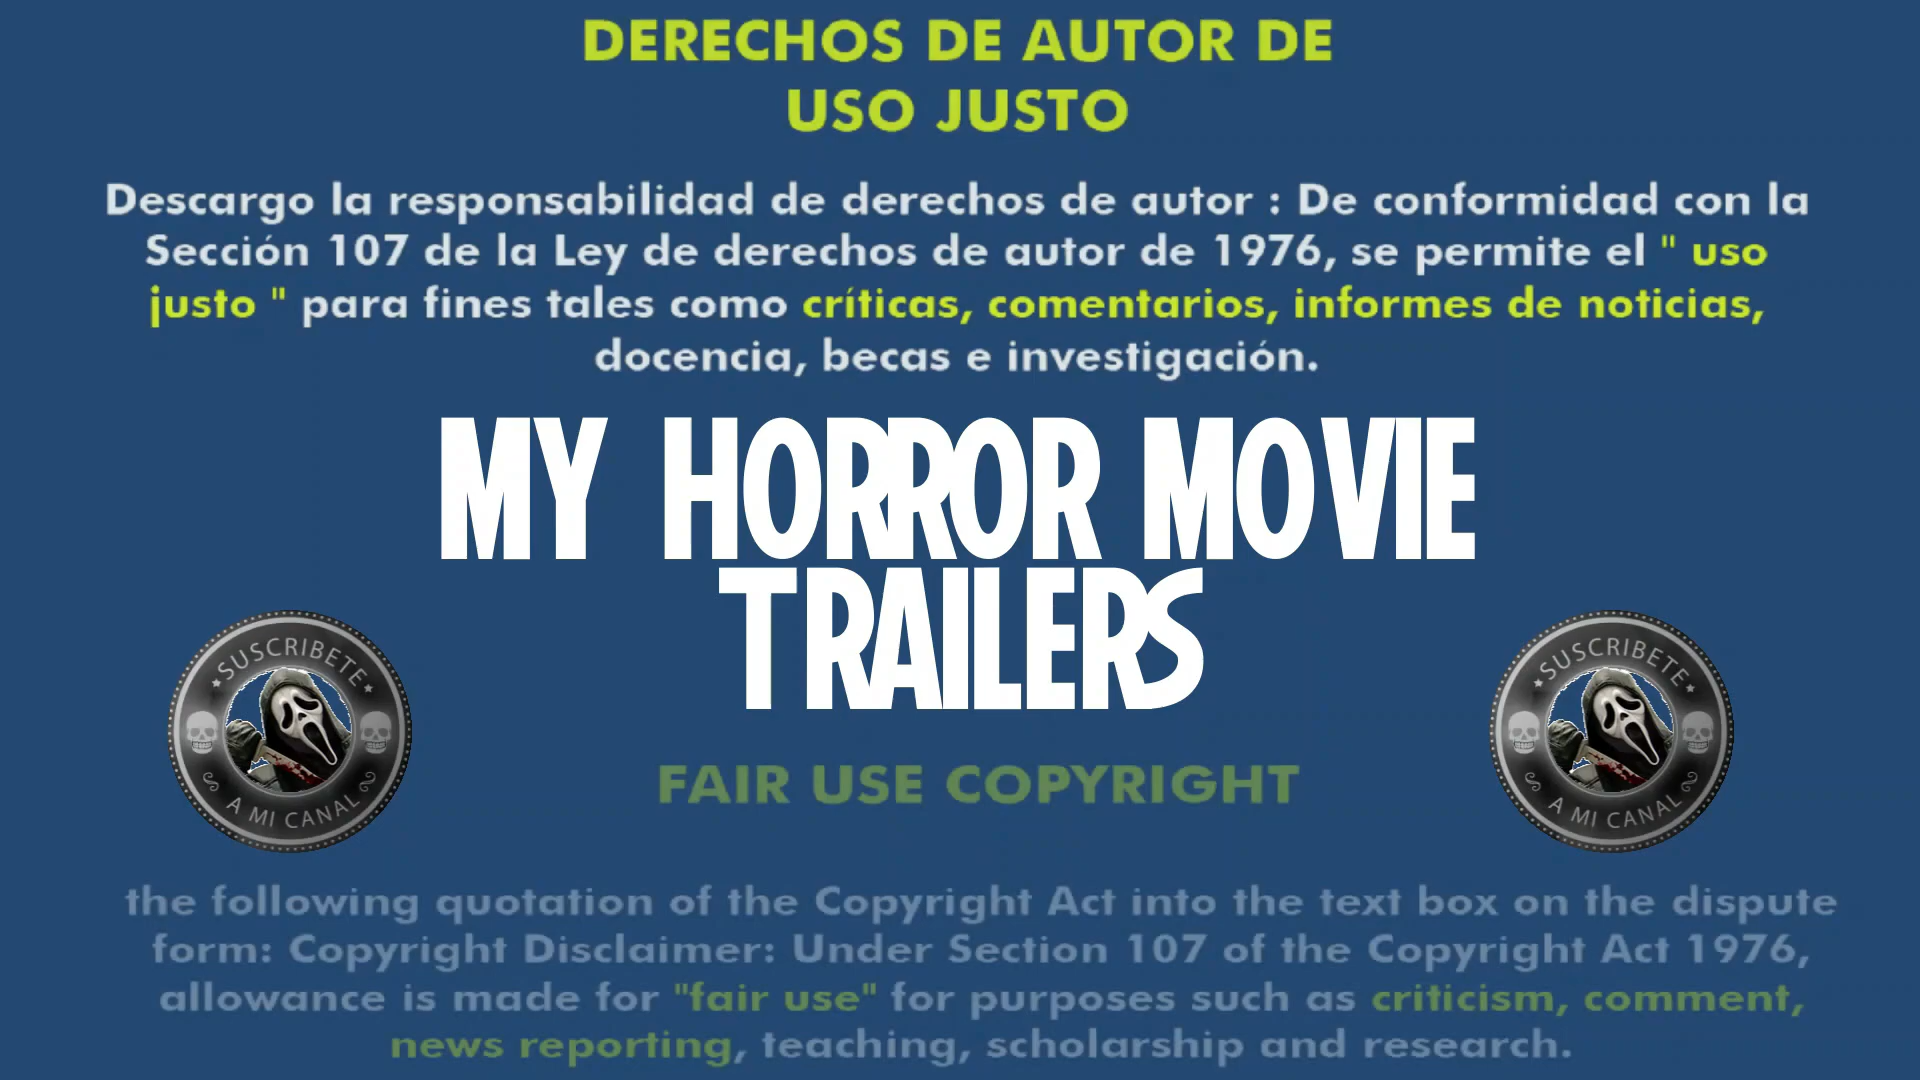 DERECHOS DE AUTOR DE
USO JUSTO
Descargo la responsabilidad de derechos de autor : De conformidad con la
Sección 107 de la Ley de derechos de autor de 1976, se permite el " uso
justo " para fines tales como críticas, comentarios, informes de noticias,
docencia, becas e investigación.
MY HORROR MOVIE
TRAILERS
SUSCRIBETE
A MI CANAL
SUSCRIBETE
A MI CANAL
FAIR USE COPYRIGHT
the following quotation of the Copyright Act into the text box on the dispute
form: Copyright Disclaimer: Under Section 107 of the Copyright Act 1976,
allowance is made for "fair use" for purposes such as criticism, comment,
news reporting, teaching, scholarship and research.